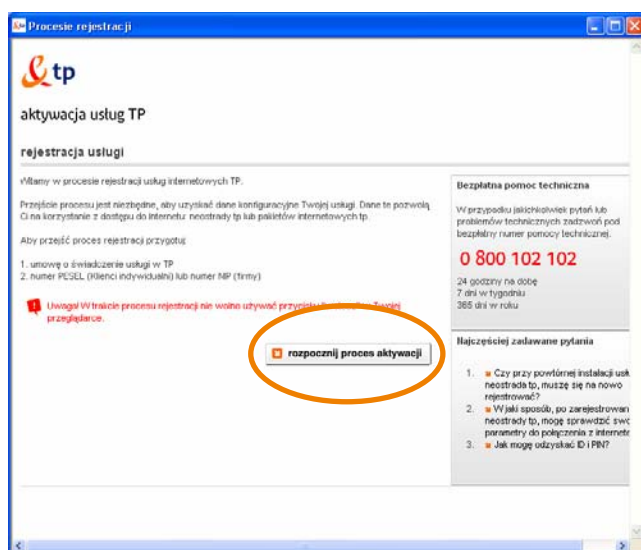 Procesie rejestracji
tp
aktywacja usług TP
rejestracja usługi
Witamy w procesie rejestracji usług internetowych TP.
Przejście procesu jest niezbędne, aby uzyskać dane konfiguracyjne Twojej usługi. Dane te pozwolą
Ci na korzystanie z dostępu do internetu: neostrady tp lub pakietów internetowych tp.
Aby przejść proces rejestracji przygotuj:
1. umowę o świadczenie usługi w TP
2. numer PESEL (Klienci indywidualni) lub numer NIP (firmy)
Uwaga! W trakcie procesu rejestracji nie wolno używać Twojej
przeglądarce.
rozpocznij proces aktywacji
Bezpłatna pomoc techniczna
W przypadku jakichkolwiek pytań lub
problemów technicznych zadzwoń pod
bezpłatny numer pomocy technicznej.
0 800 102 102
24 godziny na dobę
7 dni w tygodniu
365 dni w roku
Najczęściej zadawane pytania
1. Czy przy powtórnej instalacji usł
neostrada tp, muszę się na nowo
rejestrować?
2. W jaki sposób, po zarejestrowan
neostrady tp, mogę sprawdzić swo
parametry do połączenia z internete
3. Jak mogę odzyskać ID i PIN?